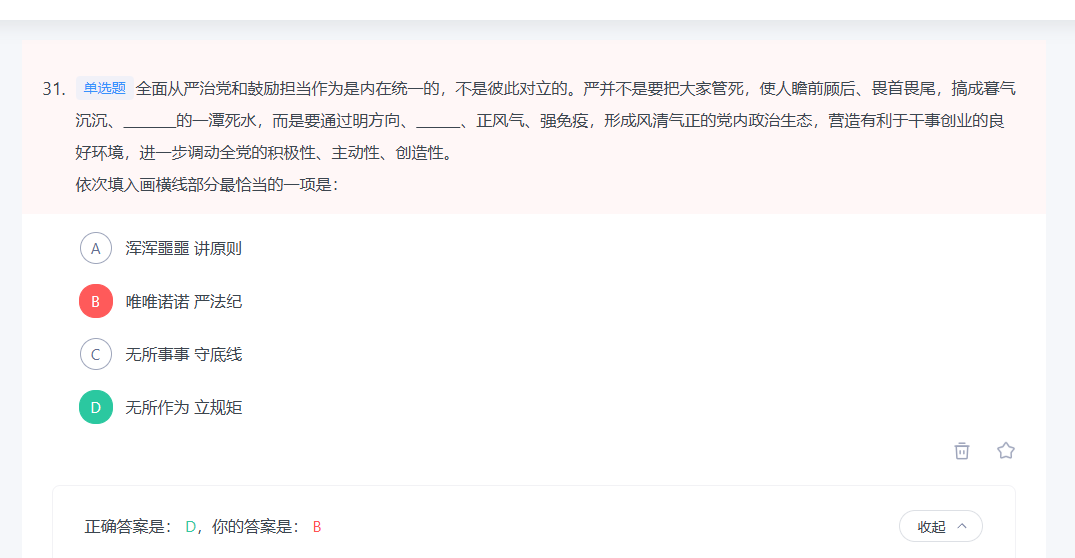 31. 单选题 全面从严治党和鼓励担当作为是内在统一的，不是彼此对立的。严并不是要把大家管死，使人瞻前顾后、畏首畏尾，搞成暮气
沉沉、_______的一潭死水，而是要通过明方向、______、正风气、强免疫，形成风清气正的党内政治生态，营造有利于干事创业的良
好环境，进一步调动全党的积极性、主动性、创造性。
依次填入画横线部分最恰当的一项是：
A 浑浑噩噩 讲原则
B 唯唯诺诺 严法纪
C 无所事事 守底线
D 无所作为 立规矩
正确答案是： D，你的答案是： B
收起